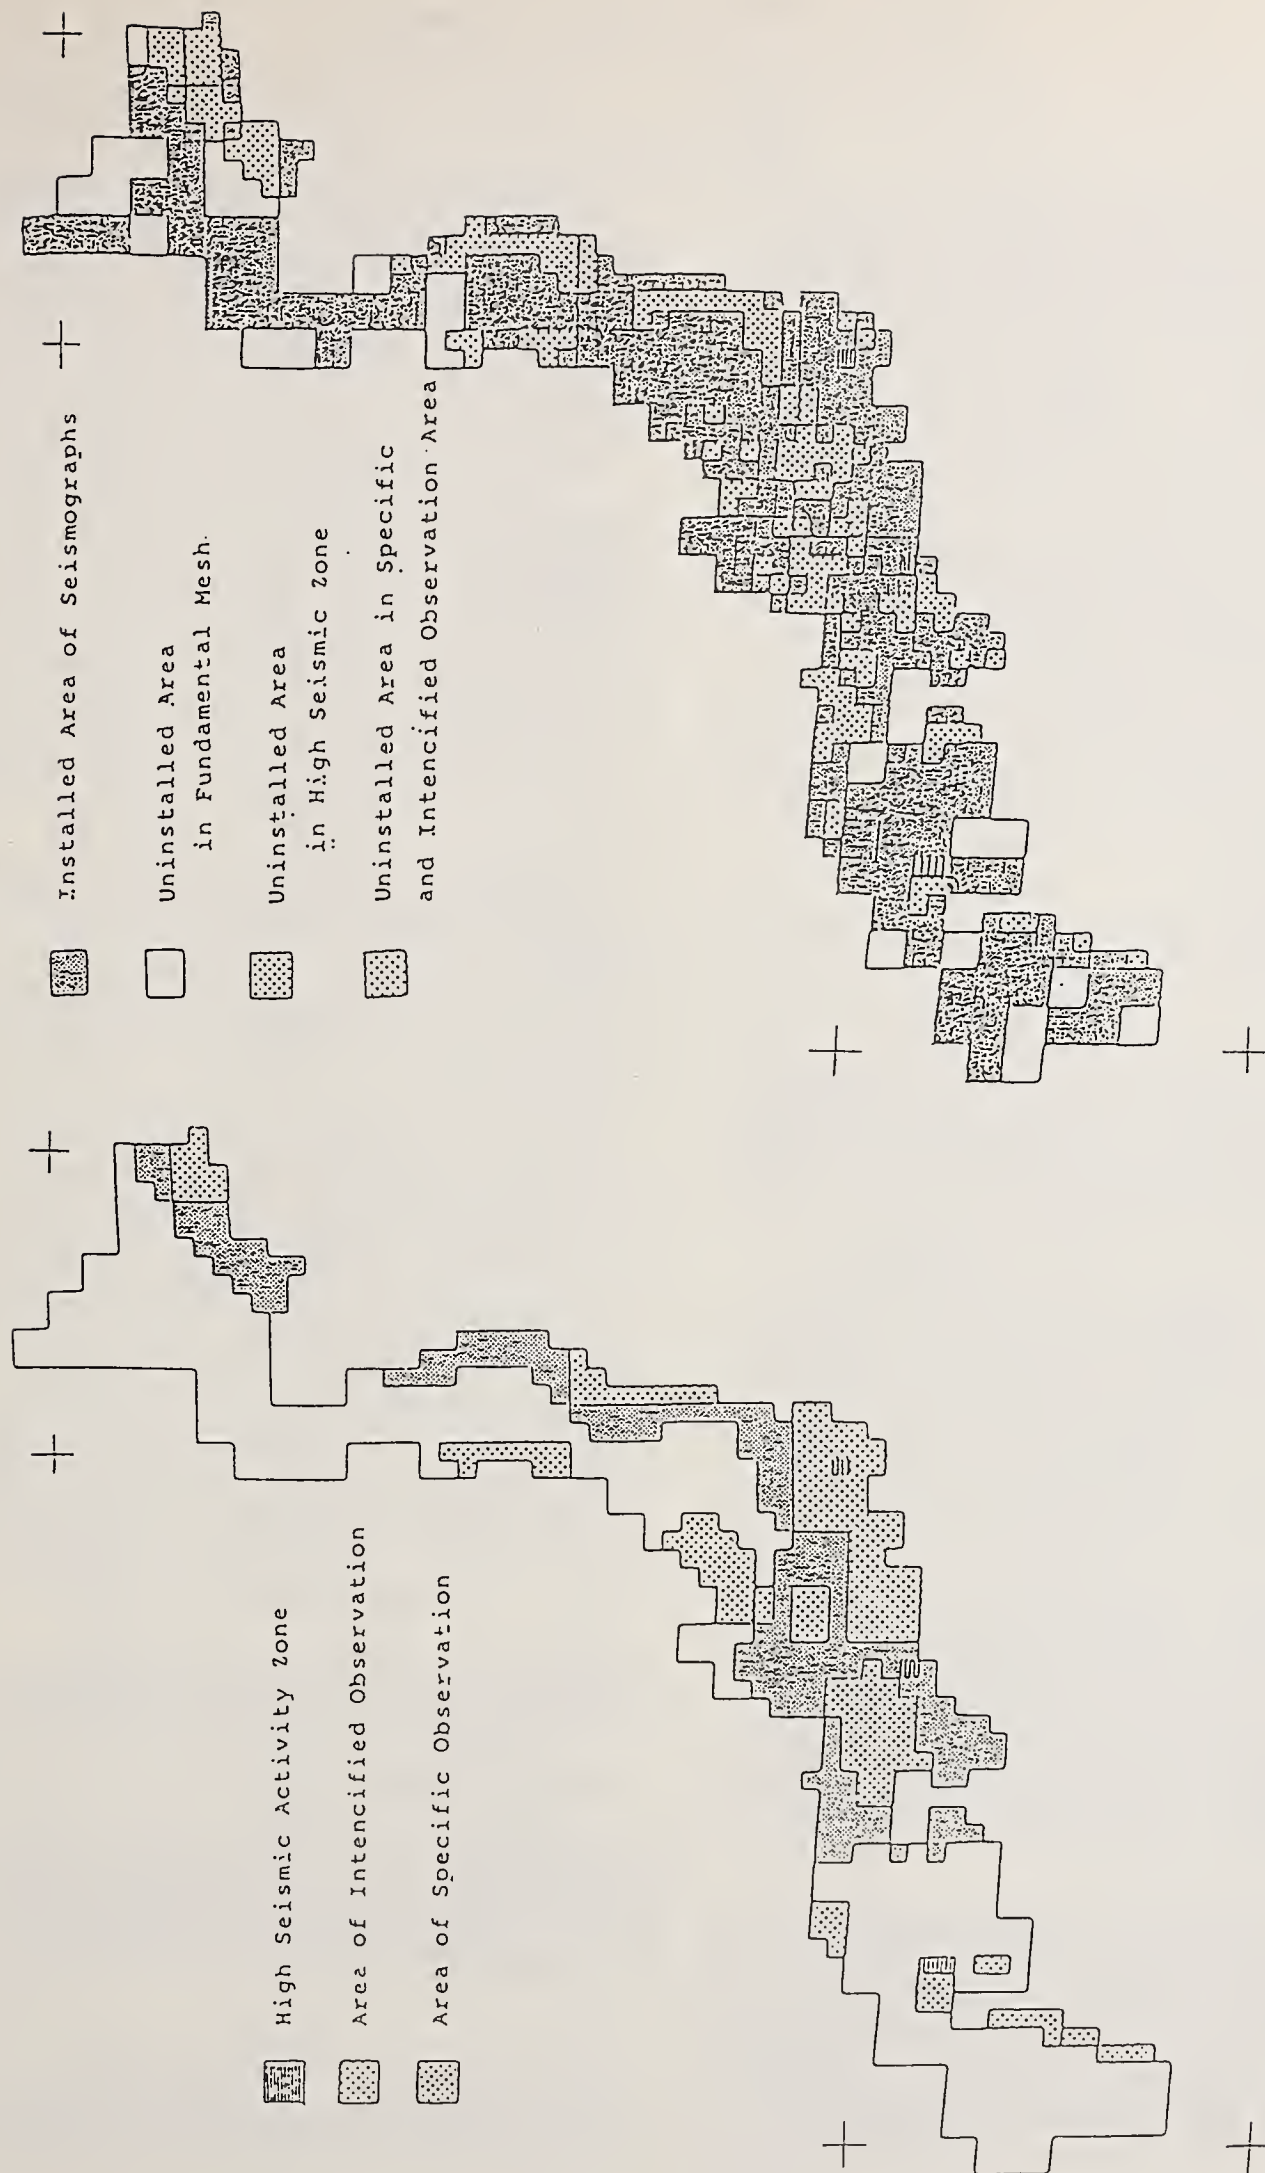 Installed Area of Seismographs
Uninstalled Area
in Fundamental Mesh
Uninstalled Area
in High Seismic Zone
Uninstalled Area in Specific
and Intencified Observation Area
High Seismic Activity Zone
Area of Intencified Observation
Area of Specific Observation